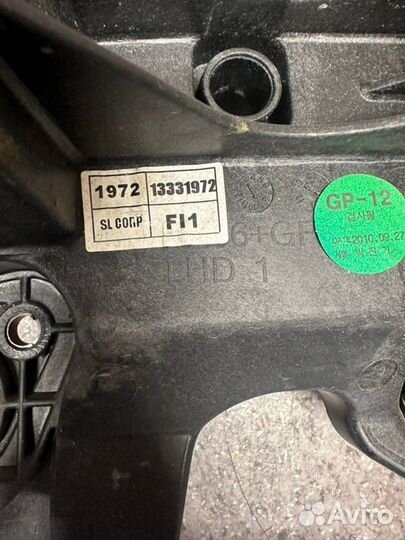 1972 13331972
SL CORP FI1
LHD 1
GP-12
검사필
DATE:2010.09.27
Avito